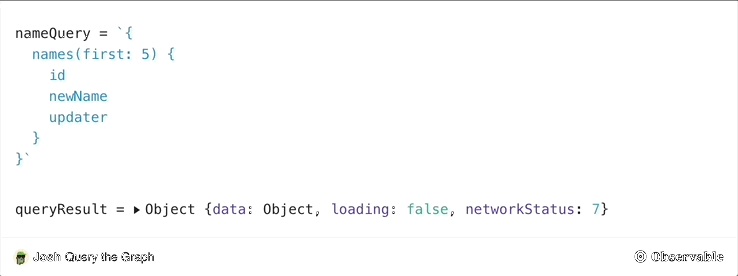 nameQuery = `{
names(first: 5) {
id
newName
updater
}
}`
queryResult = ▸Object {data: Object, loading: false, networkStatus: 7}
Josh Query the Graph
Observable